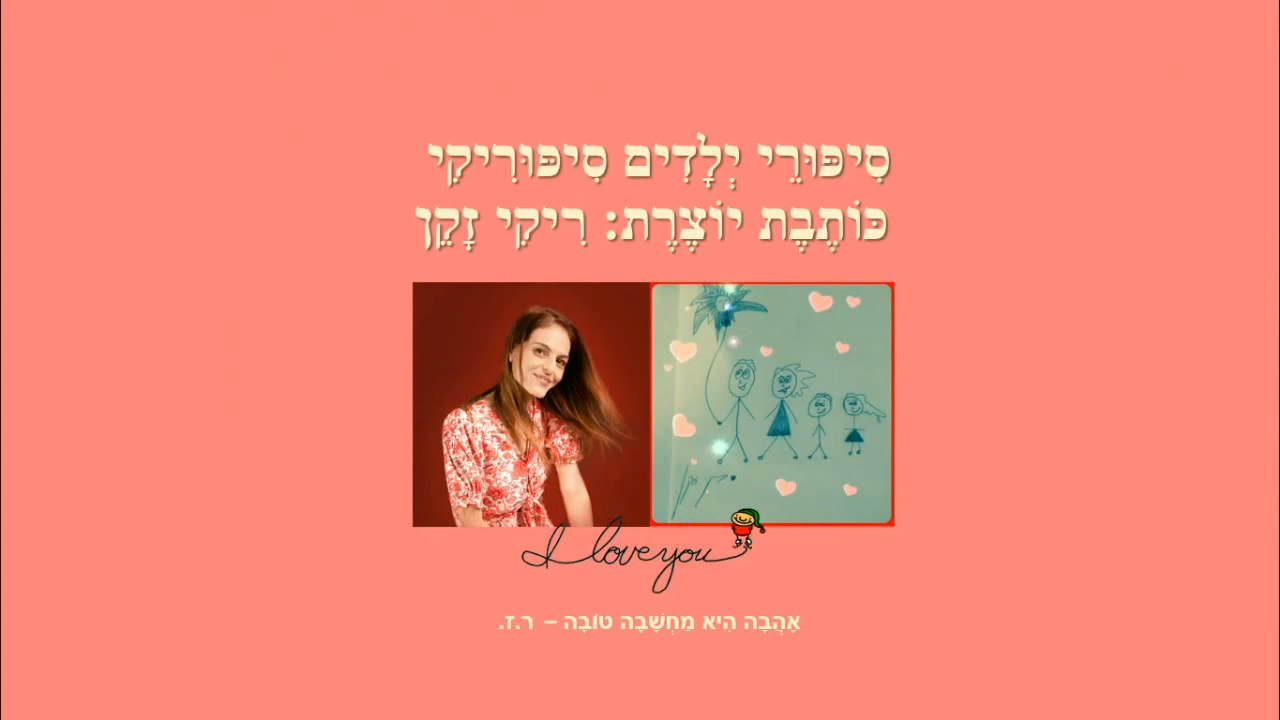 סִיפּוּרֵי יְלָדִים סִיפּוּרִיקִי
כּוֹתֶבֶת יוֹצֶרֶת: רִיקִי זָקֵן
I love you
אַהֲבָה הִיא מַחְשָׁבָה טוֹבָה – ר.ז.